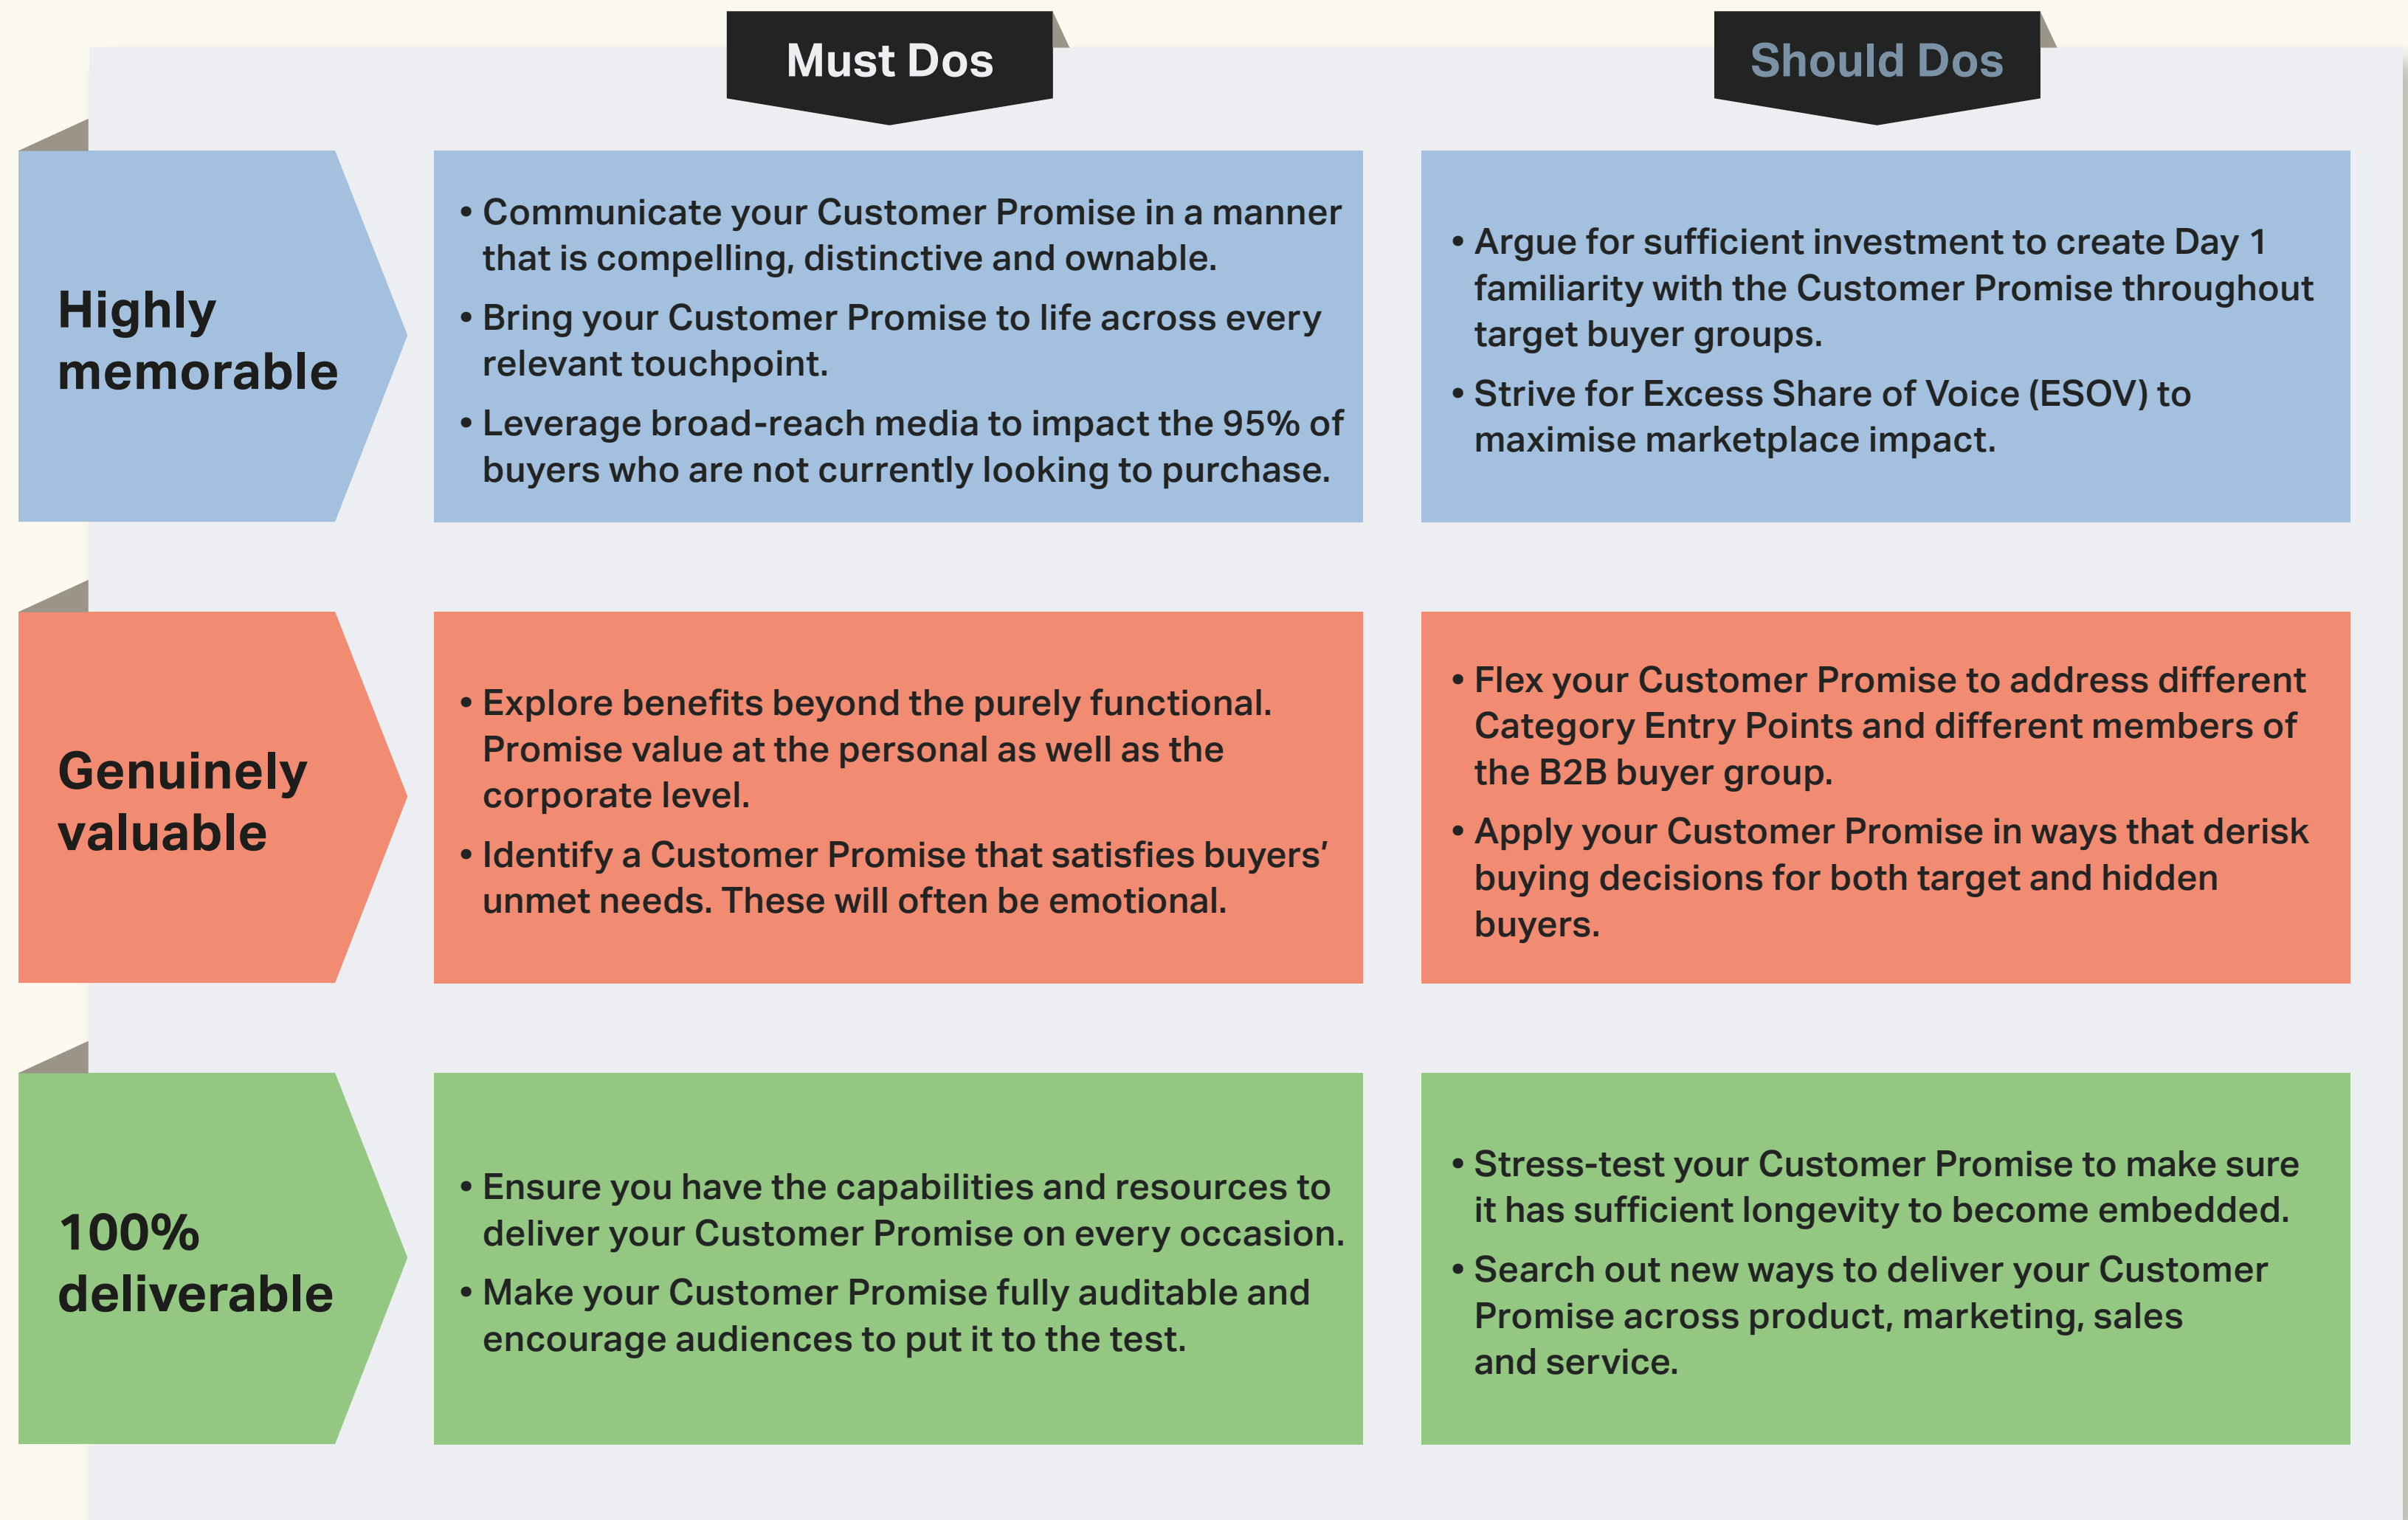 Must Dos
Should Dos
Highly
memorable
• Communicate your Customer Promise in a manner
that is compelling, distinctive and ownable.
• Bring your Customer Promise to life across every
relevant touchpoint.
• Leverage broad-reach media to impact the 95% of
buyers who are not currently looking to purchase.
• Argue for sufficient investment to create Day 1
familiarity with the Customer Promise throughout
target buyer groups.
• Strive for Excess Share of Voice (ESOV) to
maximise marketplace impact.
Genuinely
valuable
• Explore benefits beyond the purely functional.
Promise value at the personal as well as the
corporate level.
• Identify a Customer Promise that satisfies buyers’
unmet needs. These will often be emotional.
• Flex your Customer Promise to address different
Category Entry Points and different members of
the B2B buyer group.
• Apply your Customer Promise in ways that derisk
buying decisions for both target and hidden
buyers.
100%
deliverable
• Ensure you have the capabilities and resources to
deliver your Customer Promise on every occasion.
• Make your Customer Promise fully auditable and
encourage audiences to put it to the test.
• Stress-test your Customer Promise to make sure
it has sufficient longevity to become embedded.
• Search out new ways to deliver your Customer
Promise across product, marketing, sales
and service.